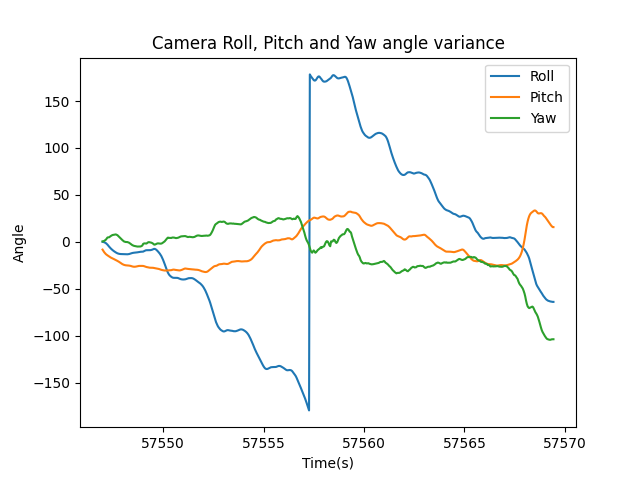 Camera Roll, Pitch and Yaw angle variance
Roll
Pitch
Yaw
Angle
150
100
50
0
−50
−100
−150
57550
57555
57560
57565
57570
Time(s)